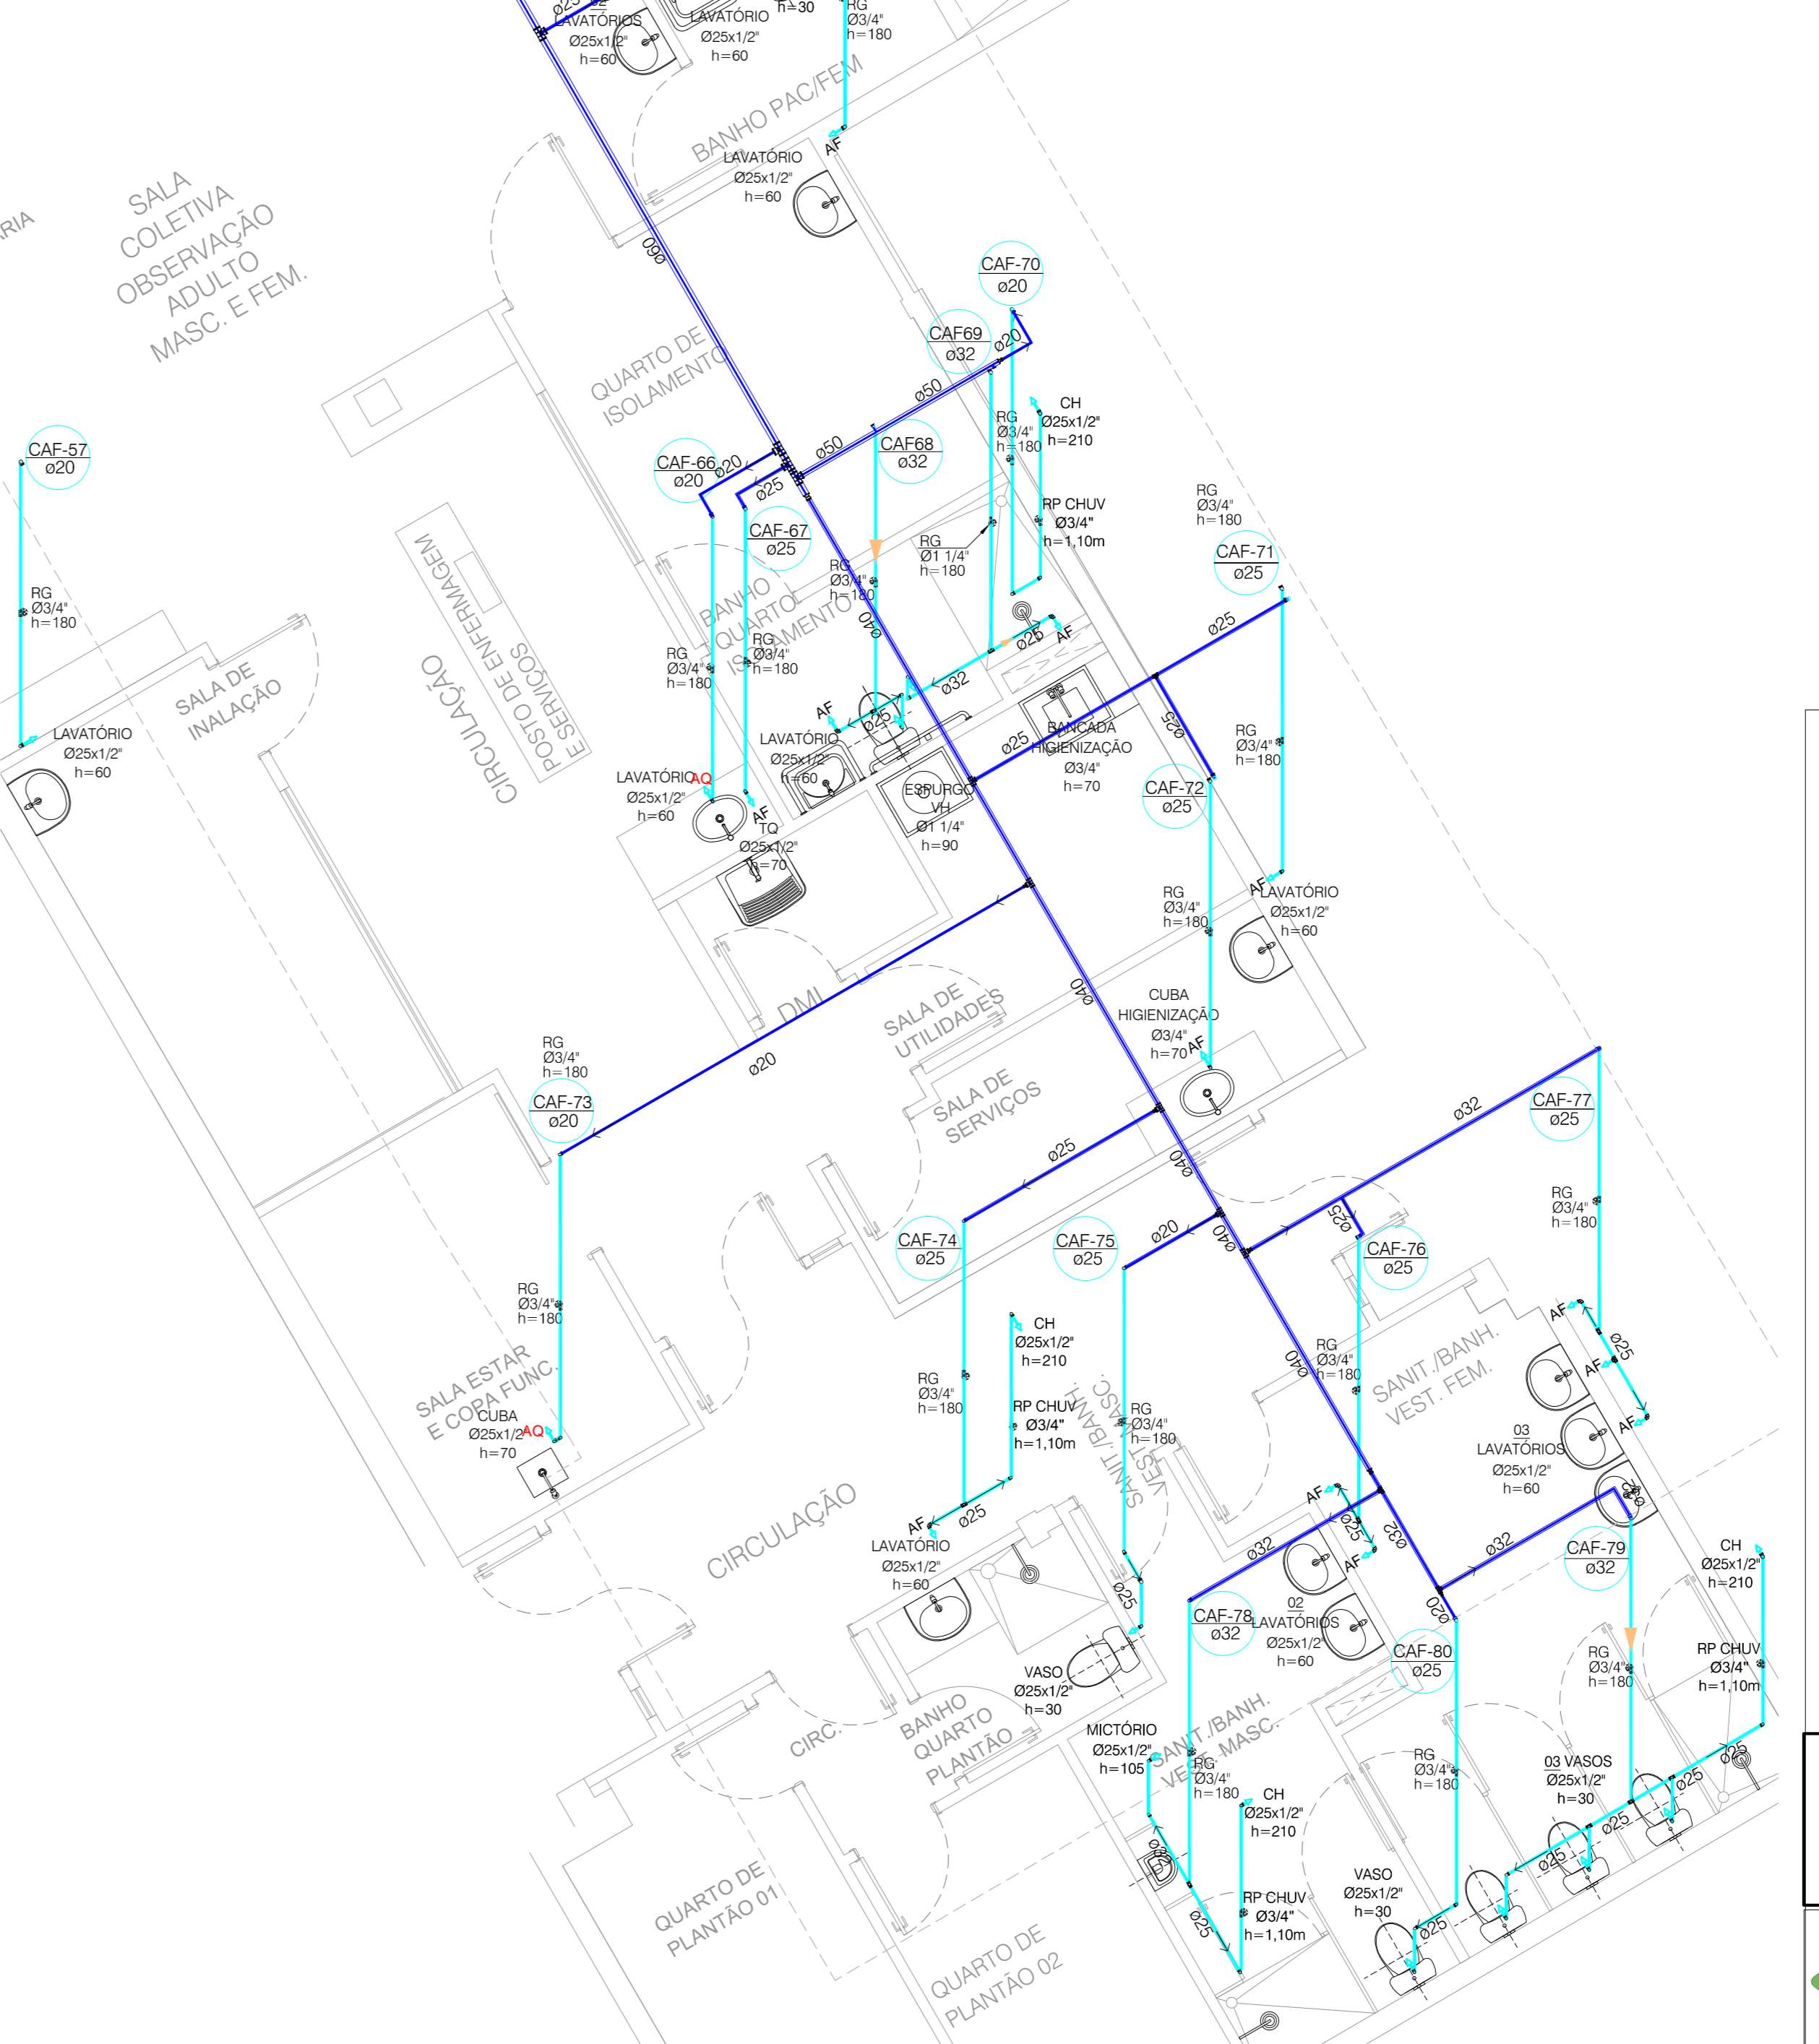 ø25
02
LAVATÓRIOS
Ø25x1/2"
h=60
LAVATÓRIO
Ø25x1/2"
h=60
h=30
RG
Ø3/4"
h=180
BANHO PAC/FEM
AF
LAVATÓRIO
Ø25x1/2"
h=60
SALA
COLETIVA
OBSERVAÇÃO
ADULTO
MASC. E FEM.
ø60
CAF-70
ø20
CAF69
ø32
ø20
QUARTO DE
ISOLAMENTO
ø50
CH
Ø25x1/2"
h=210
RG
Ø3/4"
h=180
CAF-57
ø20
CAF-66
ø20
ø20
ø25
ø50
CAF68
ø32
CAF-67
ø25
RP CHUV
Ø3/4"
h=1,10m
RG
Ø1 1/4"
h=180
RG
Ø3/4"
h=180
RG
Ø3/4"
h=180
CAF-71
ø25
RG
Ø3/4"
h=180
CIRCULAÇÃO
POSTO DE ENFERMAGEM
E SERVIÇOS
BANHO
QUARTO
ISOLAMENTO
ø40
RG
Ø3/4"
h=180
RG
Ø3/4"
h=180
ø25
AF
ø25
SALA DE
INALAÇÃO
ø32
AF
ø25
LAVATÓRIO
Ø25x1/2"
h=60
LAVATÓRIO
Ø25x1/2"
h=60
ø25
BANCADA
HIGIENIZAÇÃO
Ø3/4"
h=70
ø25
RG
Ø3/4"
h=180
LAVATÓRIO
Ø25x1/2"
h=60
AQ
AF
TQ
Ø25x1/2"
h=70
ESPURGO
VH
Ø1 1/4"
h=90
CAF-72
ø25
RG
Ø3/4"
h=180
AF
LAVATÓRIO
Ø25x1/2"
h=60
DMI
SALA DE
UTILIDADES
ø40
CUBA
HIGIENIZAÇÃO
Ø3/4"
h=70
AF
RG
Ø3/4"
h=180
CAF-73
ø20
ø20
SALA DE
SERVIÇOS
ø25
ø40
ø32
CAF-77
ø25
CAF-74
ø25
CAF-75
ø25
ø20
ø40
ø25
CAF-76
ø25
RG
Ø3/4"
h=180
RG
Ø3/4"
h=180
CH
Ø25x1/2"
h=210
ø40
RG
Ø3/4"
h=180
SANIT./BANH.
VEST. FEM.
AF
AF
ø25
AF
SALA ESTAR
E COPA FUNC.
CUBA
Ø25x1/2"
h=70
AQ
RG
Ø3/4"
h=180
RP CHUV
Ø3/4"
h=1,10m
SANIT./BANH.
VEST. MASC.
RG
Ø3/4"
h=180
03
LAVATÓRIOS
Ø25x1/2"
h=60
CIRCULAÇÃO
AF
ø25
LAVATÓRIO
Ø25x1/2"
h=60
ø25
AF
ø25
AF
ø32
ø32
ø32
ø32
CAF-79
ø32
CH
Ø25x1/2"
h=210
CAF-78
ø32
02
LAVATÓRIOS
Ø25x1/2"
h=60
ø20
CAF-80
ø25
RG
Ø3/4"
h=180
RP CHUV
Ø3/4"
h=1,10m
VASO
Ø25x1/2"
h=30
CIRC.
BANHO
QUARTO
PLANTÃO
MICTÓRIO
Ø25x1/2"
h=105
SANIT./BANH.
VEST. MASC.
RG
Ø3/4"
h=180
CH
Ø25x1/2"
h=210
RG
Ø3/4"
h=180
03 VASOS
Ø25x1/2"
h=30
ø25
ø25
ø25
ø25
ø32
ø25
RP CHUV
Ø3/4"
h=1,10m
VASO
Ø25x1/2"
h=30
ø25
QUARTO DE
PLANTÃO 01
QUARTO DE
PLANTÃO 02